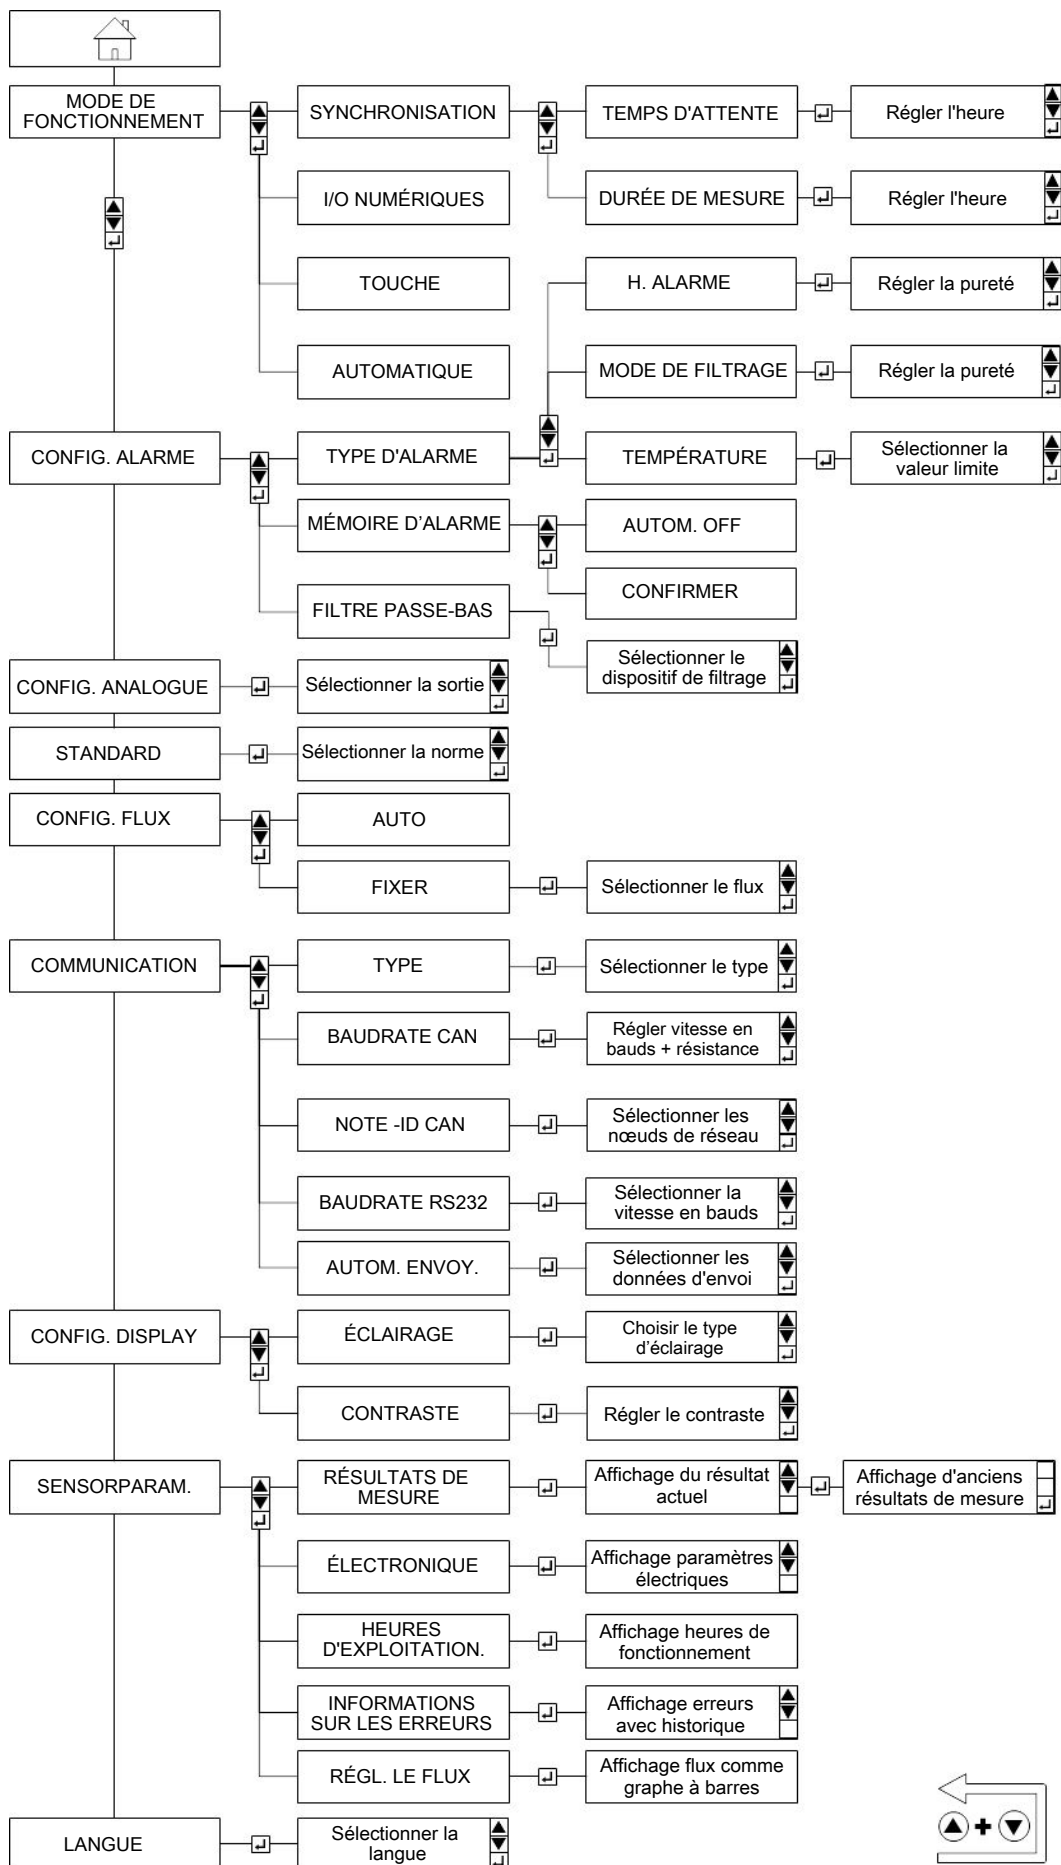 MODE DE
FONCTIONNEMENT
SYNCHRONISATION
TEMPS D'ATTENTE
Régler l'heure
I/O NUMÉRIQUES
DURÉE DE MESURE
Régler l'heure
TOUCHE
H. ALARME
Régler la pureté
AUTOMATIQUE
MODE DE FILTRAGE
Régler la pureté
CONFIG. ALARME
TYPE D'ALARME
TEMPÉRATURE
Sélectionner la
valeur limite
MÉMOIRE D’ALARME
AUTOM. OFF
CONFIRMER
FILTRE PASSE-BAS
Sélectionner le
dispositif de filtrage
CONFIG. ANALOGUE
Sélectionner la sortie
STANDARD
Sélectionner la norme
CONFIG. FLUX
AUTO
FIXER
Sélectionner le flux
COMMUNICATION
TYPE
Sélectionner le type
BAUDRATE CAN
Régler vitesse en
bauds + résistance
NOTE -ID CAN
Sélectionner les
nœuds de réseau
BAUDRATE RS232
Sélectionner la
vitesse en bauds
AUTOM. ENVOY.
Sélectionner les
données d'envoi
CONFIG. DISPLAY
ÉCLAIRAGE
Choisir le type
d’éclairage
CONTRASTE
Régler le contraste
SENSORPARAM.
RÉSULTATS DE
MESURE
Affichage du résultat
actuel
Affichage d'anciens
résultats de mesure
ÉLECTRONIQUE
Affichage paramètres
électriques
HEURES
D'EXPLOITATION.
Affichage heures de
fonctionnement
INFORMATIONS
SUR LES ERREURS
Affichage erreurs
avec historique
RÉGL. LE FLUX
Affichage flux comme
graphe à barres
LANGUE
Sélectionner la
langue
+